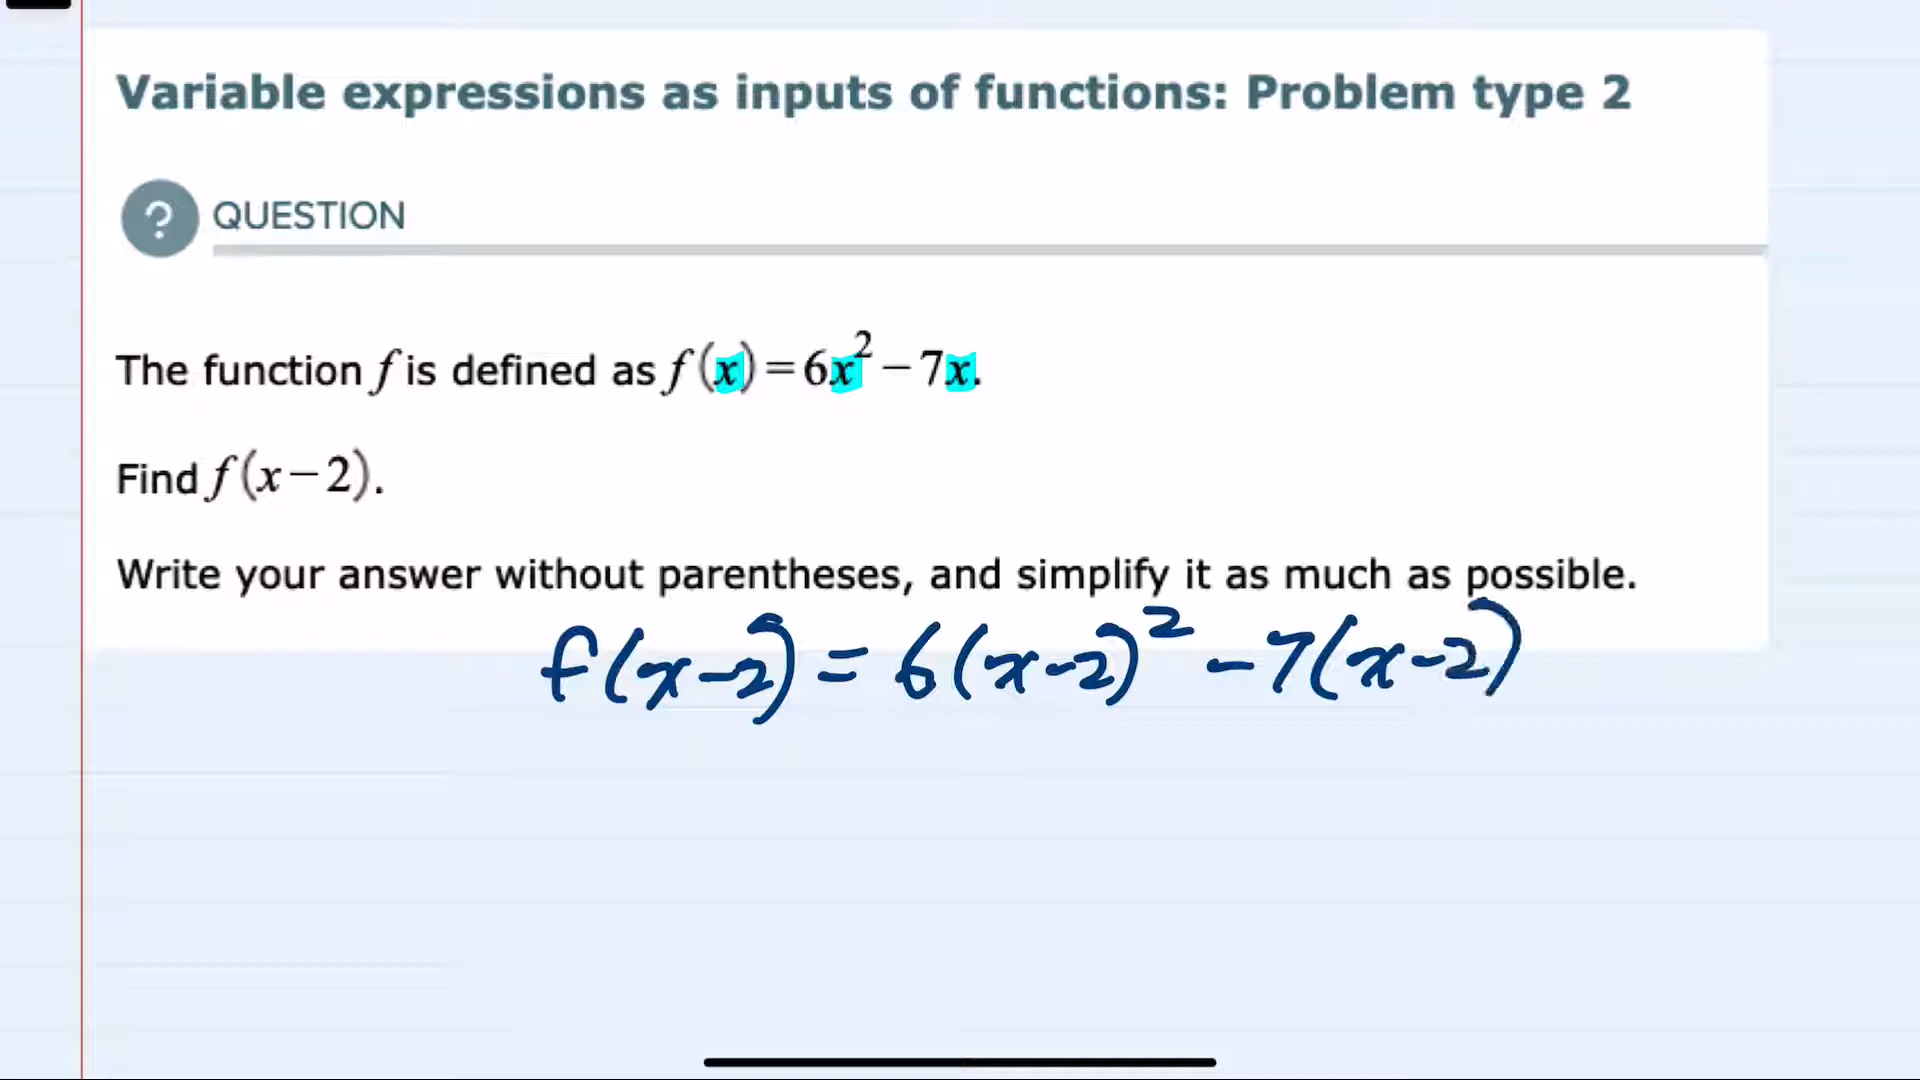 Variable expressions as inputs of functions: Problem type 2
? QUESTION
The function f is defined as f(x)=6x²−7x.
Find f(x−2).
Write your answer without parentheses, and simplify it as much as possible.
f(x-2) = 6(x-2)² -7(x-2)